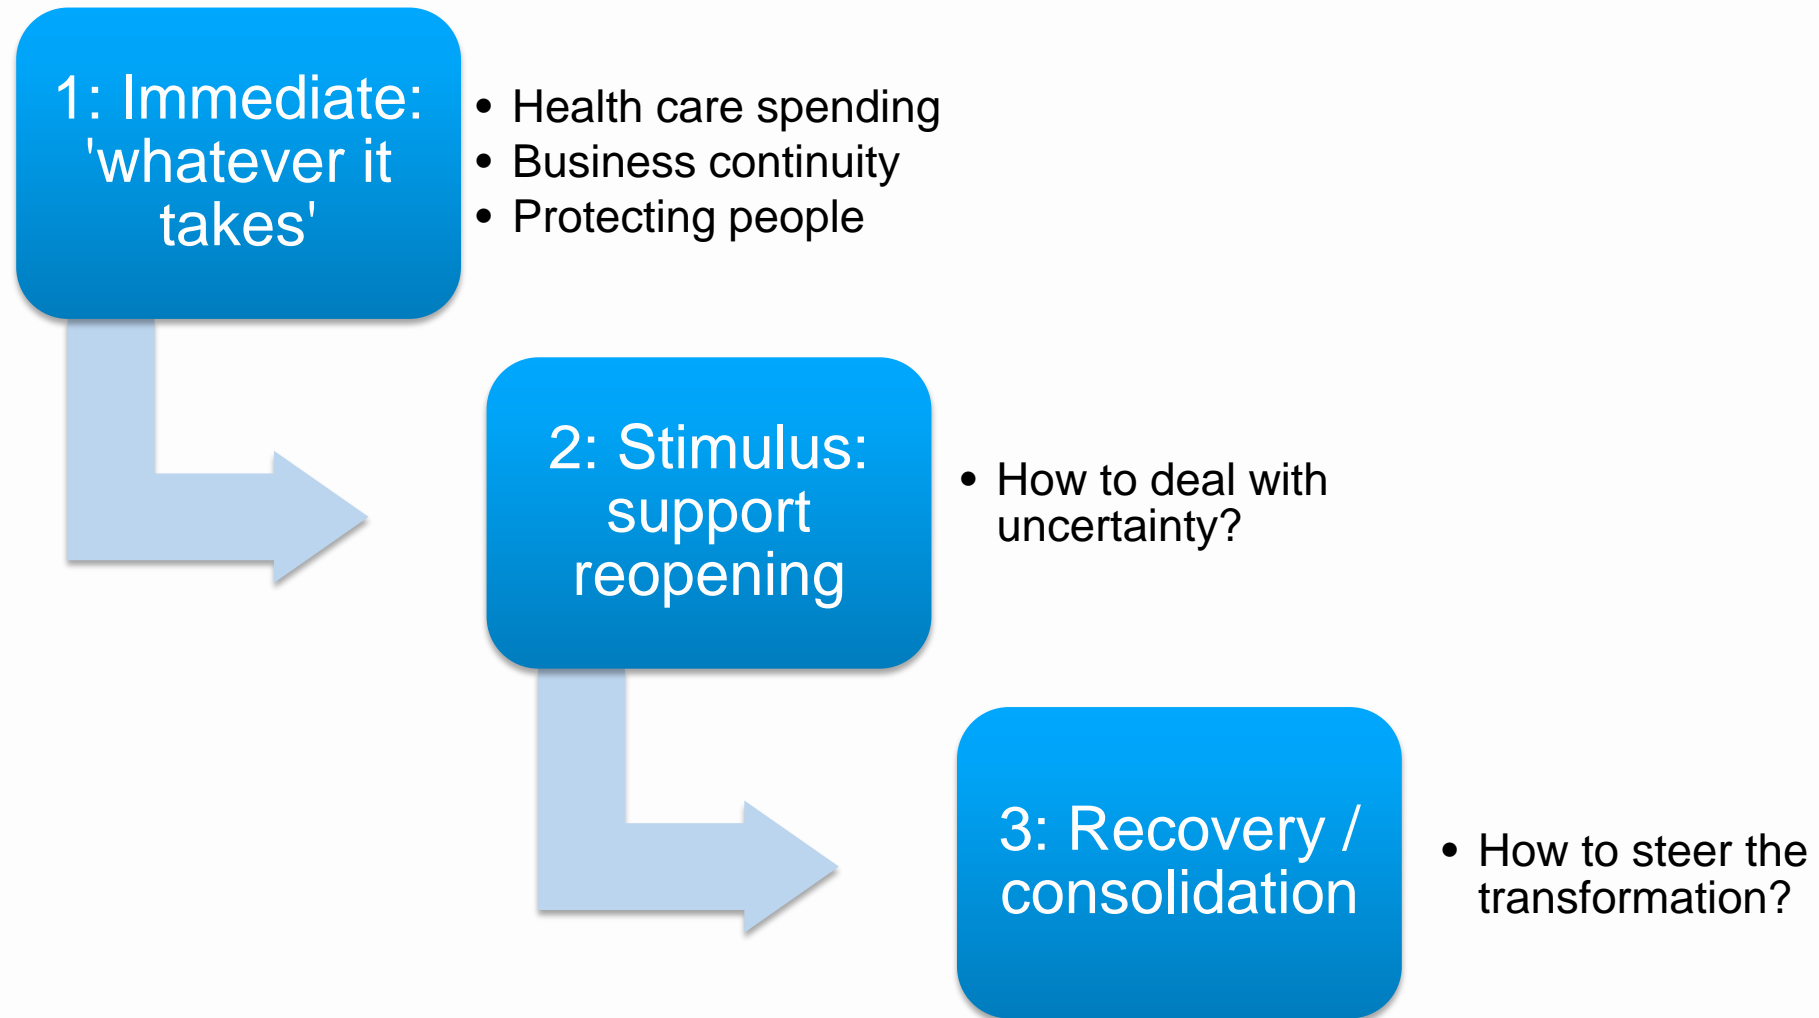 1: Immediate:
'whatever it
takes'
• Health care spending
• Business continuity
• Protecting people
2: Stimulus:
support
reopening
• How to deal with
uncertainty?
3: Recovery /
consolidation
• How to steer the
transformation?